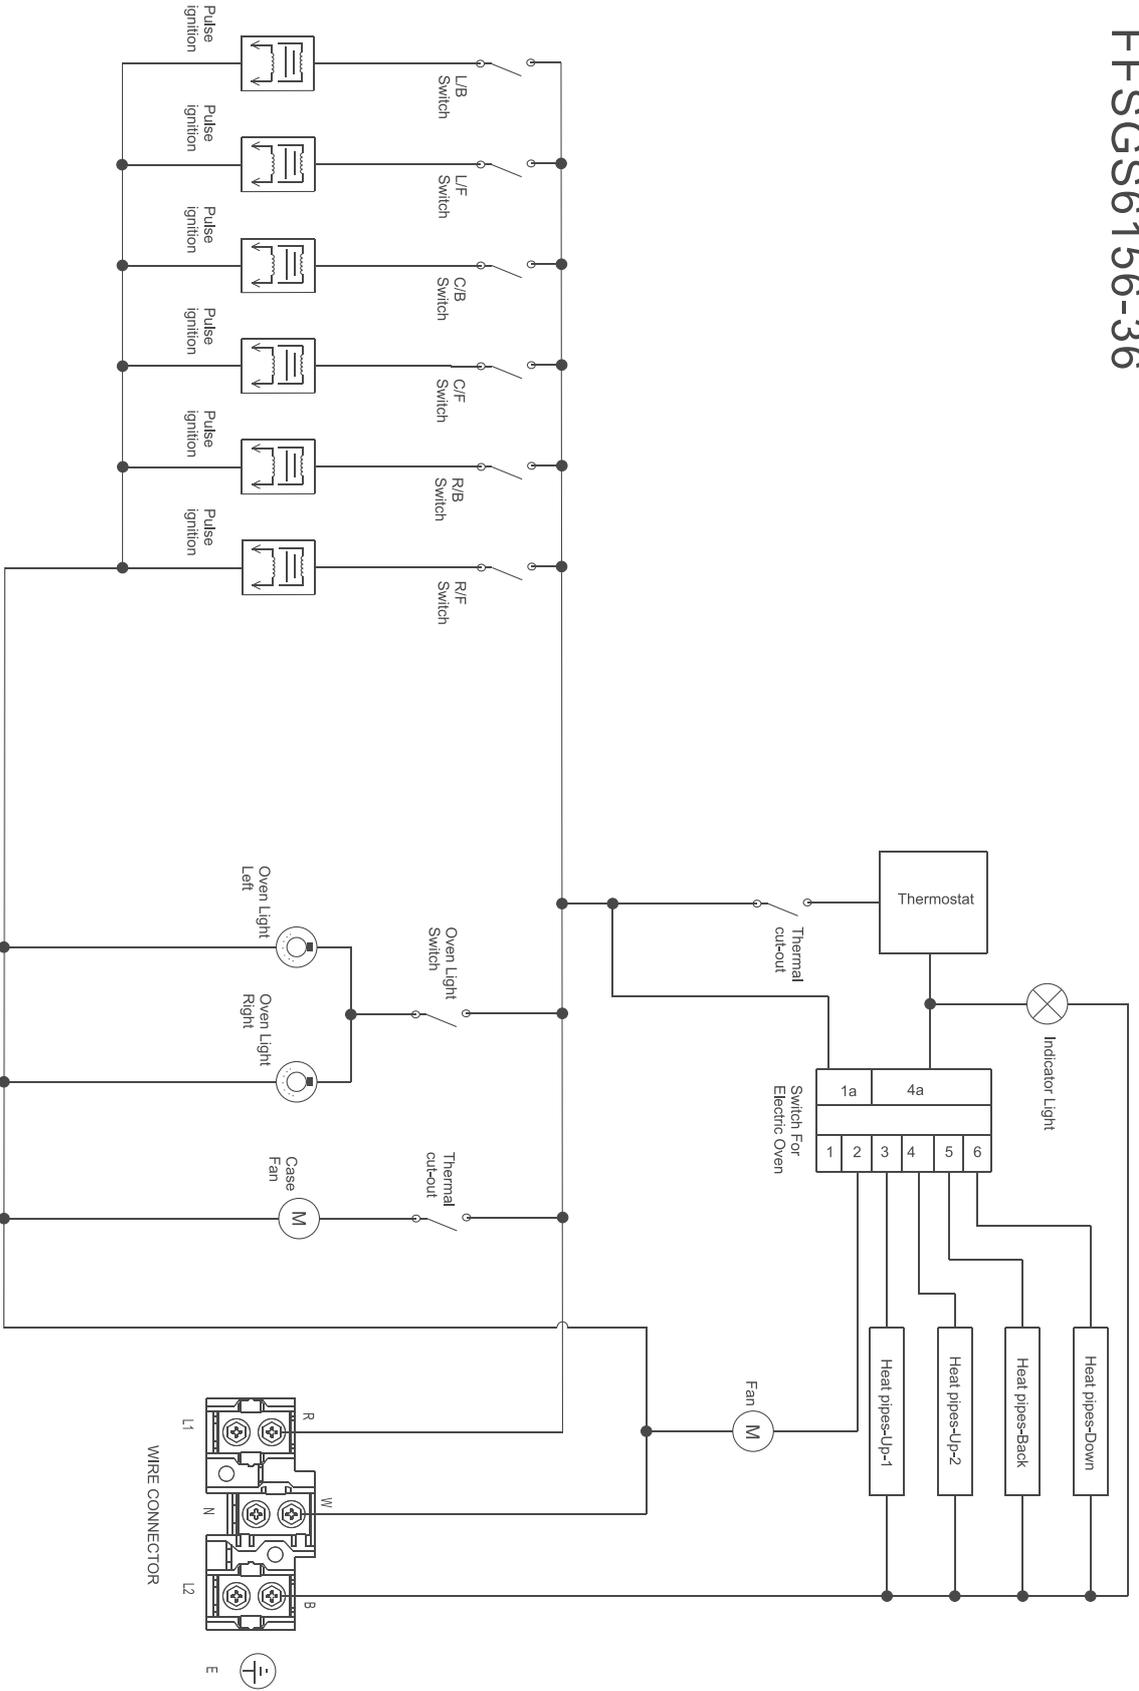 FFSGS6156-36
Pulse
ignition
L/B
Switch
Pulse
ignition
L/F
Switch
Pulse
ignition
C/B
Switch
Pulse
ignition
C/F
Switch
Pulse
ignition
R/B
Switch
Pulse
ignition
R/F
Switch
Thermostat
Thermal
cut-out
Indicator Light
Oven Light
Left
Oven Light
Switch
Oven Light
Right
1a
4a
1
2
3
4
5
6
Switch For
Electric Oven
Case
Fan
M
Thermal
cut-out
Heat pipes-Up-1
Heat pipes-Up-2
Heat pipes-Back
Heat pipes-Down
Fan
M
R
L1
W
N
B
L2
WIRE CONNECTOR
E